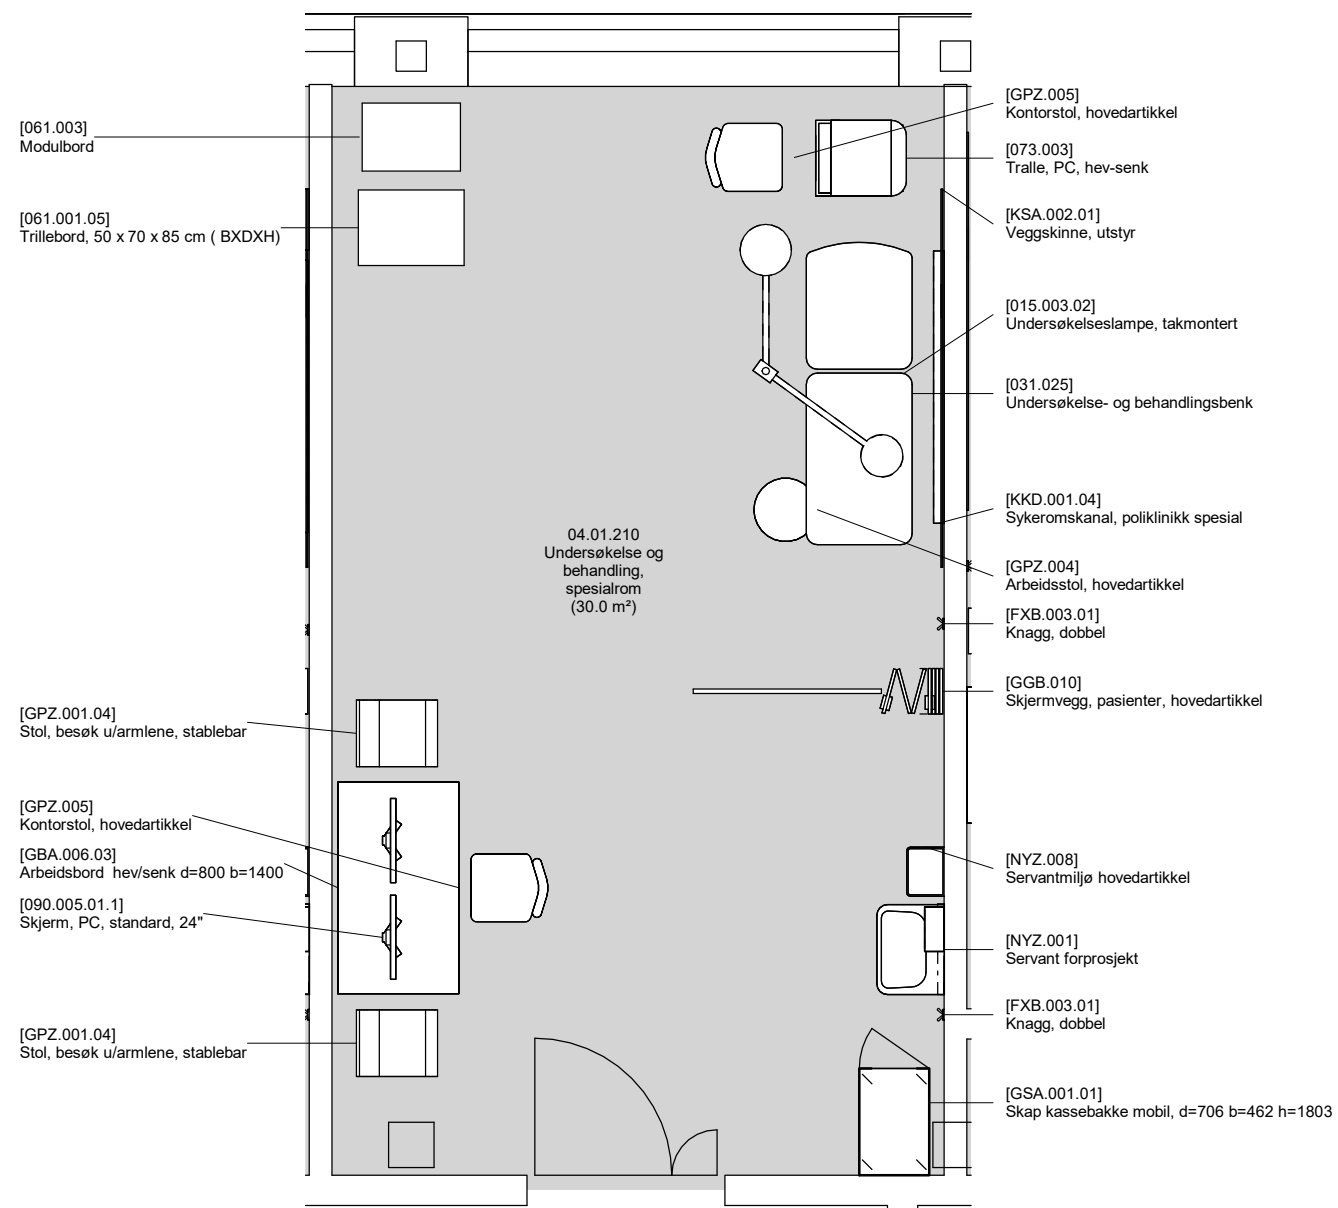 [061.003]
Modulbord
[061.001.05]
Trillebord, 50 x 70 x 85 cm ( BXDXH)
[GPZ.001.04]
Stol, besøk u/armlene, stablebar
[GPZ.005]
Kontorstol, hovedartikkel
[GBA.006.03]
Arbeidsbord  hev/senk d=800 b=1400
[090.005.01.1]
Skjerm, PC, standard, 24"
[GPZ.001.04]
Stol, besøk u/armlene, stablebar
04.01.210
Undersøkelse og
behandling,
spesialrom
(30.0 m²)
[GPZ.005]
Kontorstol, hovedartikkel
[073.003]
Tralle, PC, hev-senk
[KSA.002.01]
Veggskinne, utstyr
[015.003.02]
Undersøkelseslampe, takmontert
[031.025]
Undersøkelse- og behandlingsbenk
[KKD.001.04]
Sykeromskanal, poliklinikk spesial
[GPZ.004]
Arbeidsstol, hovedartikkel
[FXB.003.01]
Knagg, dobbel
[GGB.010]
Skjermvegg, pasienter, hovedartikkel
[NYZ.008]
Servantmiljø hovedartikkel
[NYZ.001]
Servant forprosjekt
[FXB.003.01]
Knagg, dobbel
[GSA.001.01]
Skap kassebakke mobil, d=706 b=462 h=1803